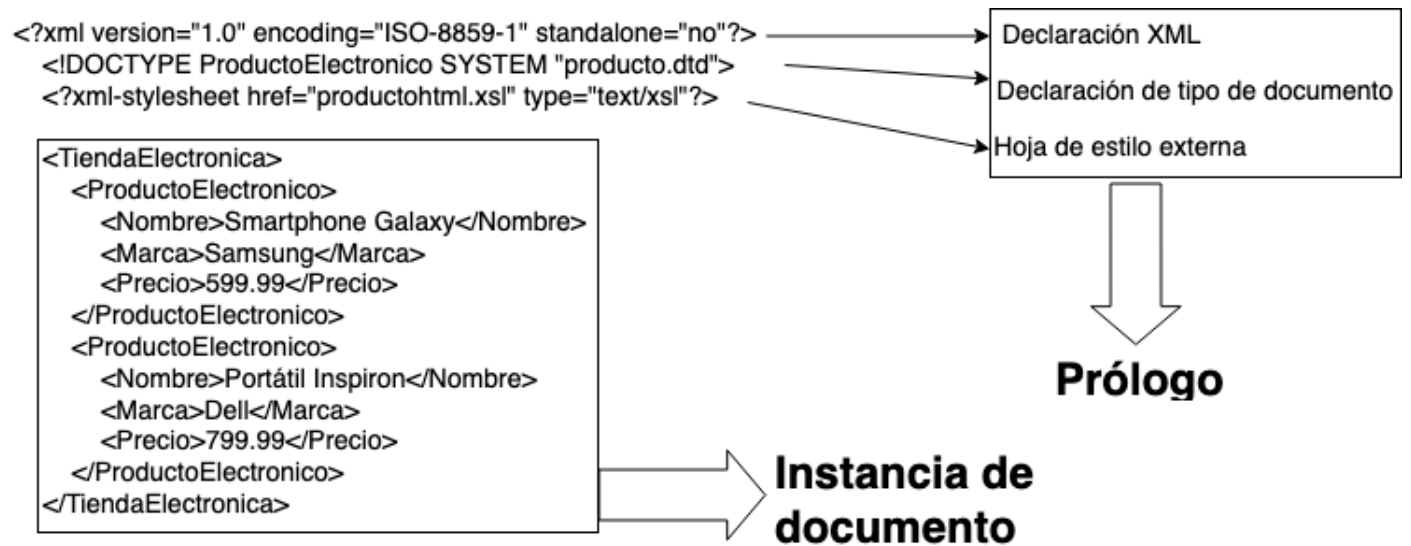 <?xml version="1.0" encoding="ISO-8859-1" standalone="no"?>
<!DOCTYPE ProductoElectronico SYSTEM "producto.dtd">
<?xml-stylesheet href="productohtml.xsl" type="text/xsl"?>
Declaración XML
Declaración de tipo de documento
Hoja de estilo externa
Prólogo
<TiendaElectronica>
<ProductoElectronico>
<Nombre>Smartphone Galaxy</Nombre>
<Marca>Samsung</Marca>
<Precio>599.99</Precio>
</ProductoElectronico>
<ProductoElectronico>
<Nombre>Portátil Inspiron</Nombre>
<Marca>Dell</Marca>
<Precio>799.99</Precio>
</ProductoElectronico>
</TiendaElectronica>
Instancia de
documento